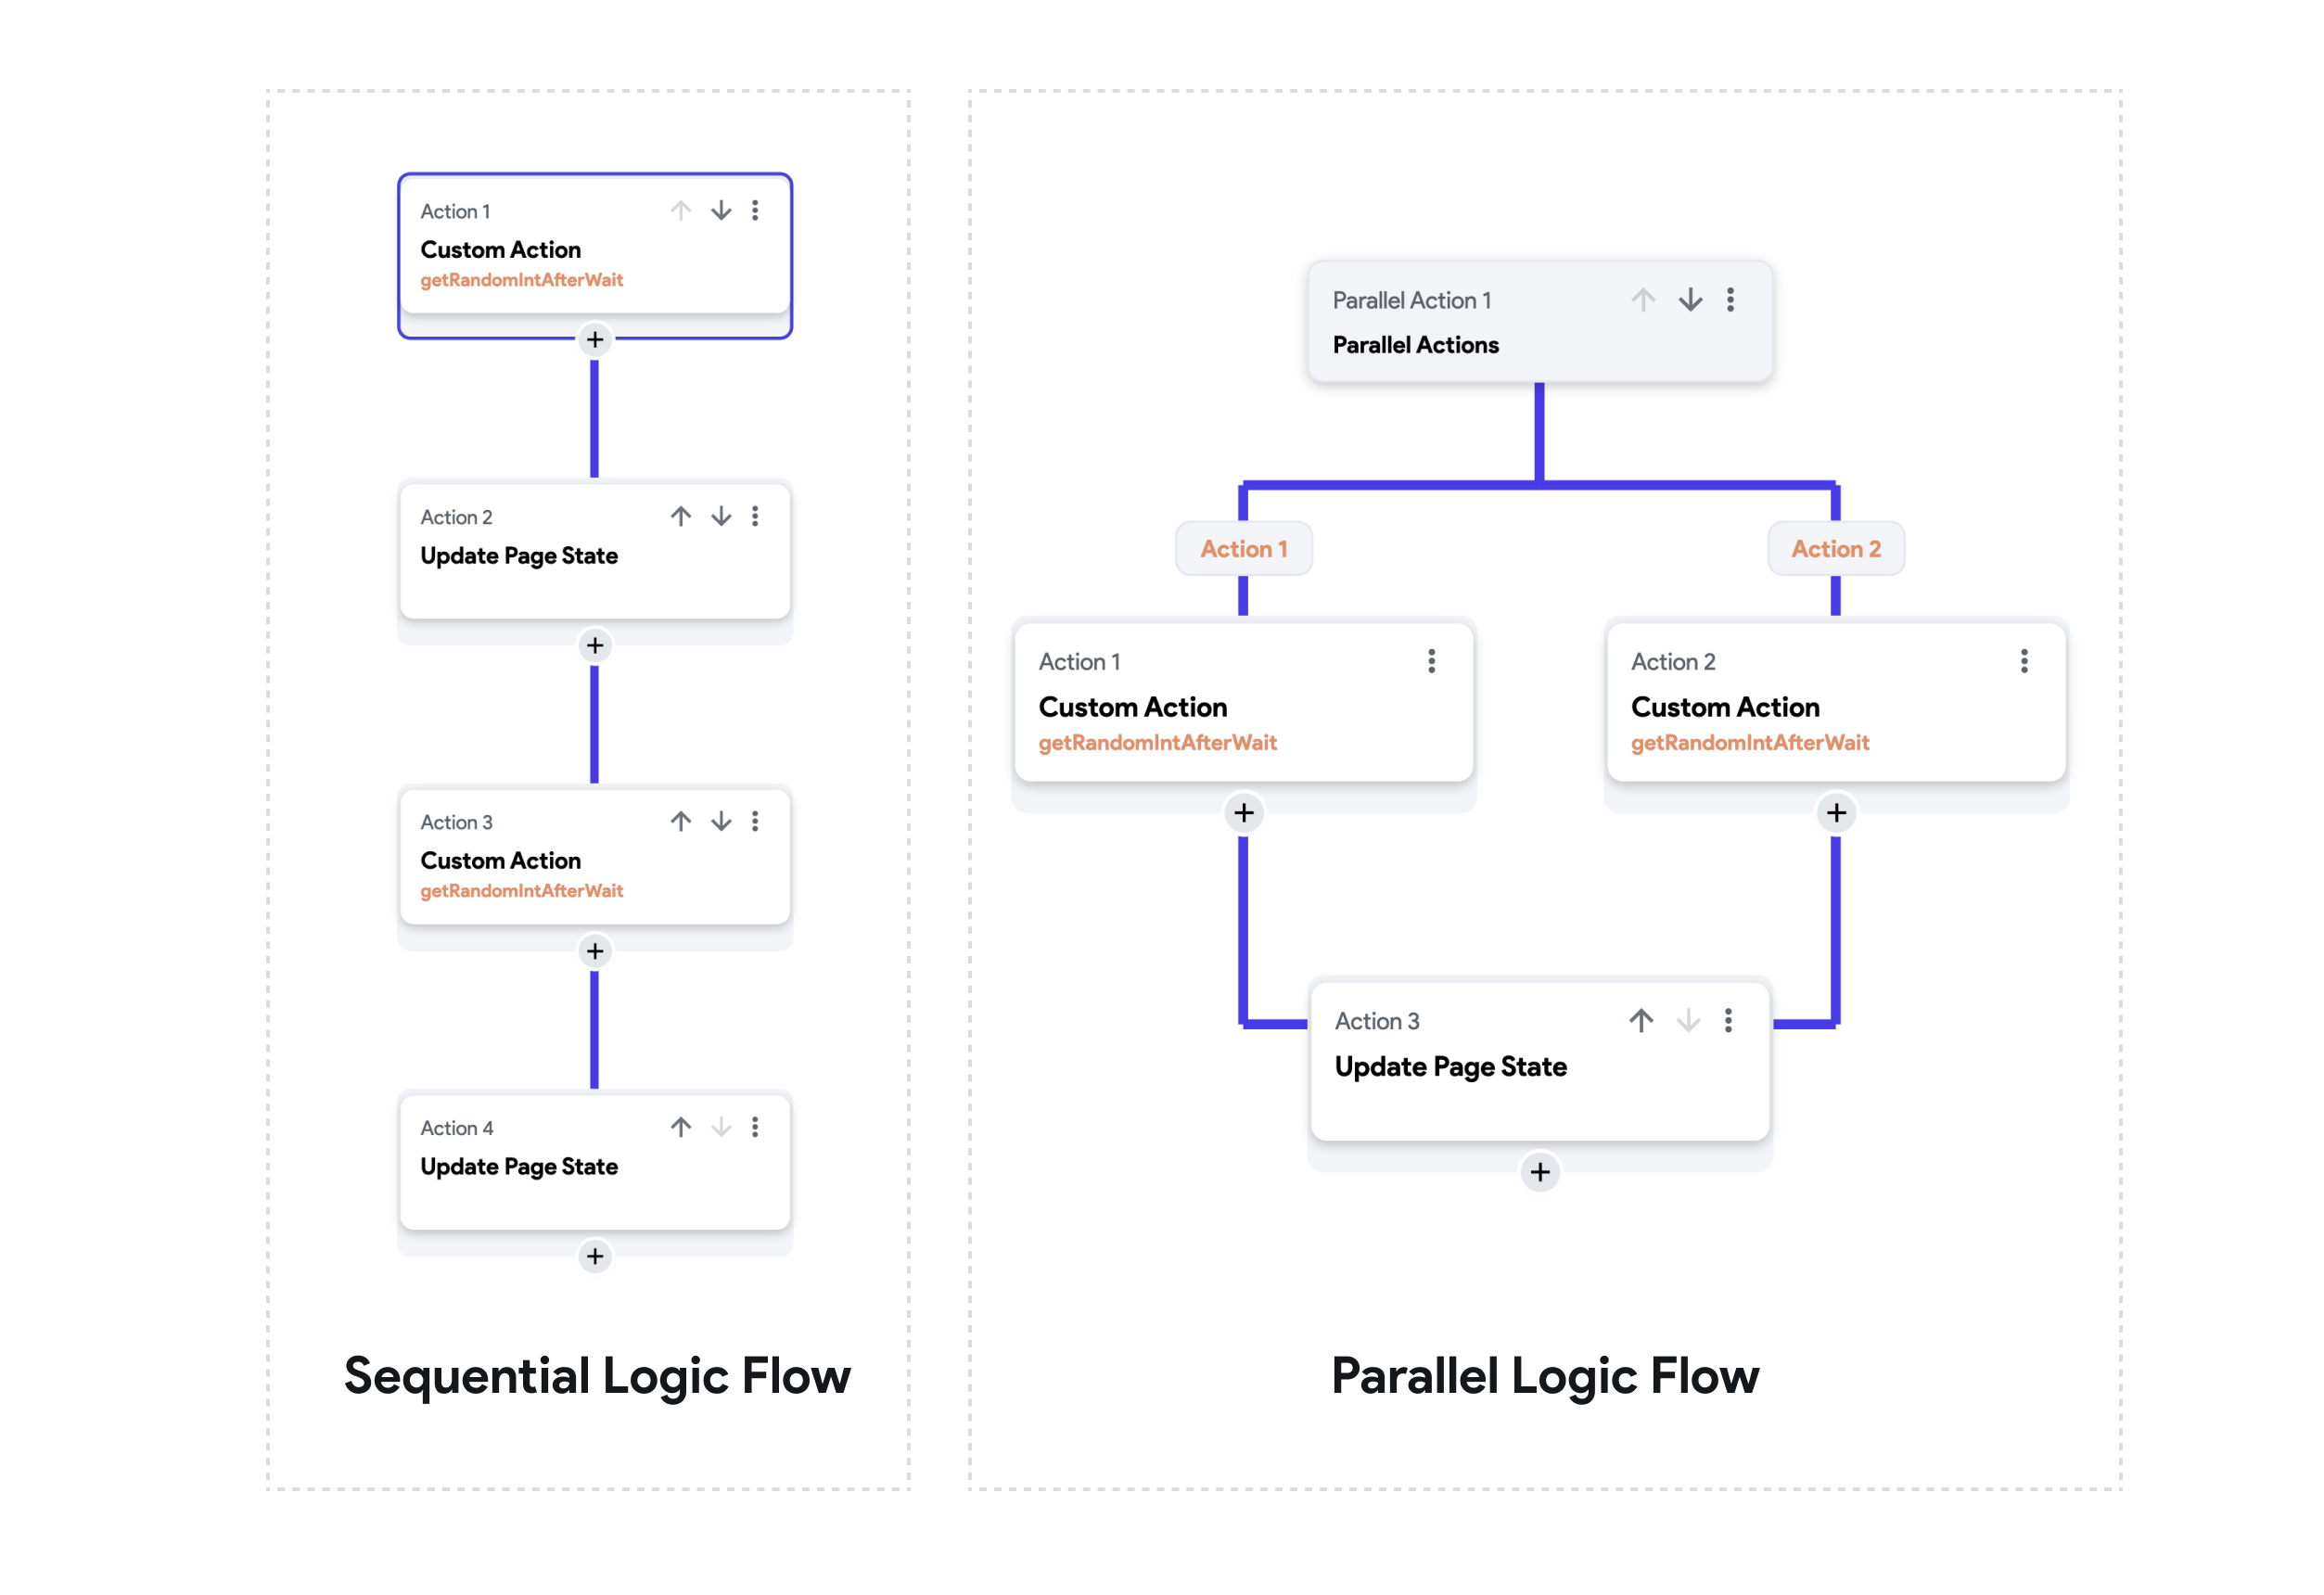 Action 1
Custom Action
getRandomIntAfterWait
Action 2
Update Page State
Action 3
Custom Action
getRandomIntAfterWait
Action 4
Update Page State
Sequential Logic Flow
Parallel Action 1
Parallel Actions
Action 1
Action 2
Action 1
Custom Action
getRandomIntAfterWait
Action 2
Custom Action
getRandomIntAfterWait
Action 3
Update Page State
Parallel Logic Flow